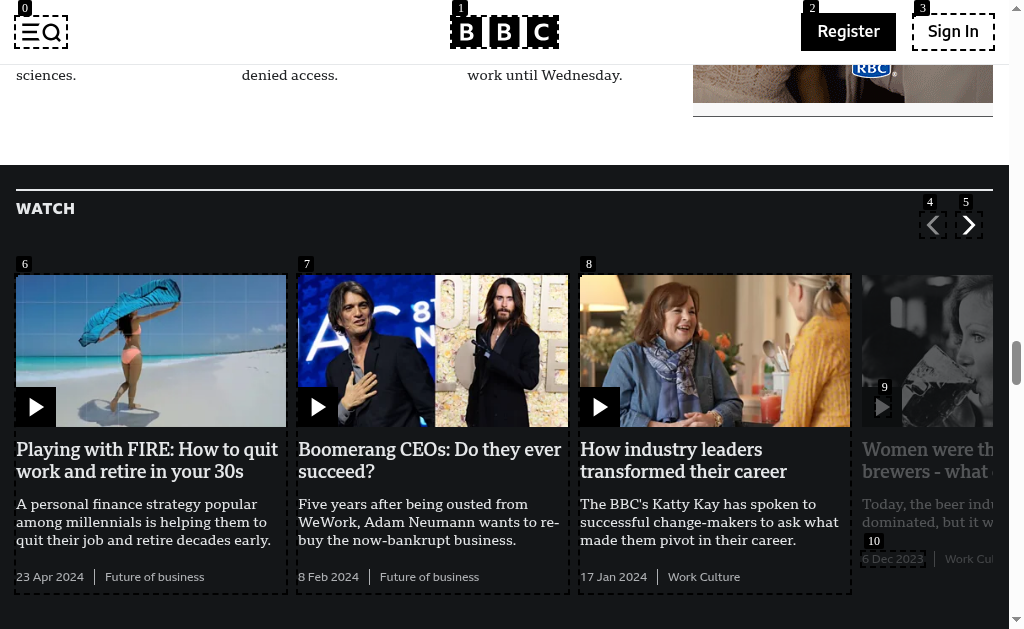 0
1
2
3
BBC
Register
Sign In
sciences.
denied access.
work until Wednesday.
RBC
®
WATCH
4
5
6
7
8
9
Playing with FIRE: How to quit
work and retire in your 30s
A personal finance strategy popular
among millennials is helping them to
quit their job and retire decades early.
23 Apr 2024
Future of business
Boomerang CEOs: Do they ever
succeed?
Five years after being ousted from
WeWork, Adam Neumann wants to re-
buy the now-bankrupt business.
8 Feb 2024
Future of business
How industry leaders
transformed their career
The BBC's Katty Kay has spoken to
successful change-makers to ask what
made them pivot in their career.
17 Jan 2024
Work Culture
Women were th
brewers - what
Today, the beer indu
dominated, but it w
10
6 Dec 2023
Work Cul